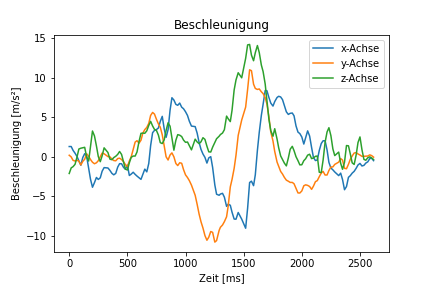 Beschleunigung
Beschleunigung [m/s²]
15
10
5
0
−5
−10
x-Achse
y-Achse
z-Achse
0
500
1000
1500
2000
2500
Zeit [ms]